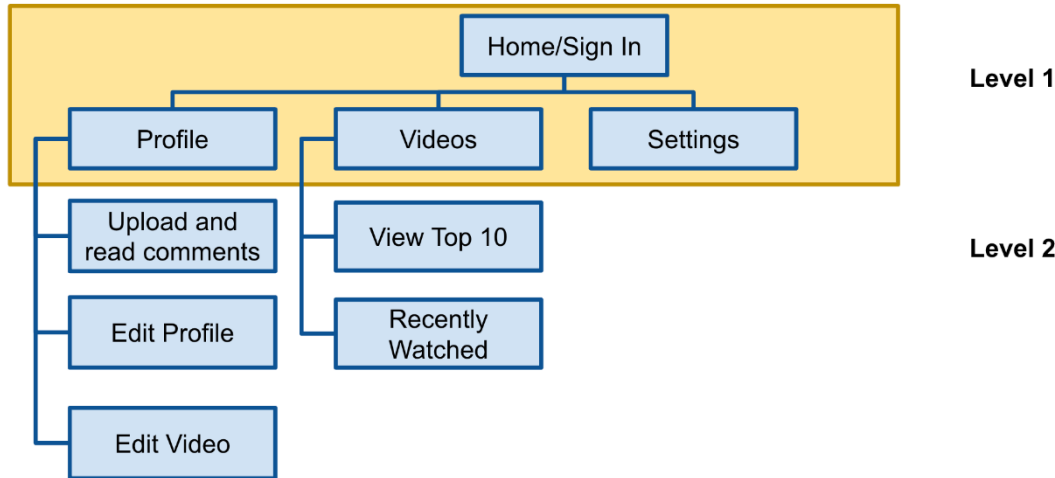 Home/Sign In
Level 1
Profile
Videos
Settings
Upload and
read comments
View Top 10
Level 2
Edit Profile
Recently
Watched
Edit Video